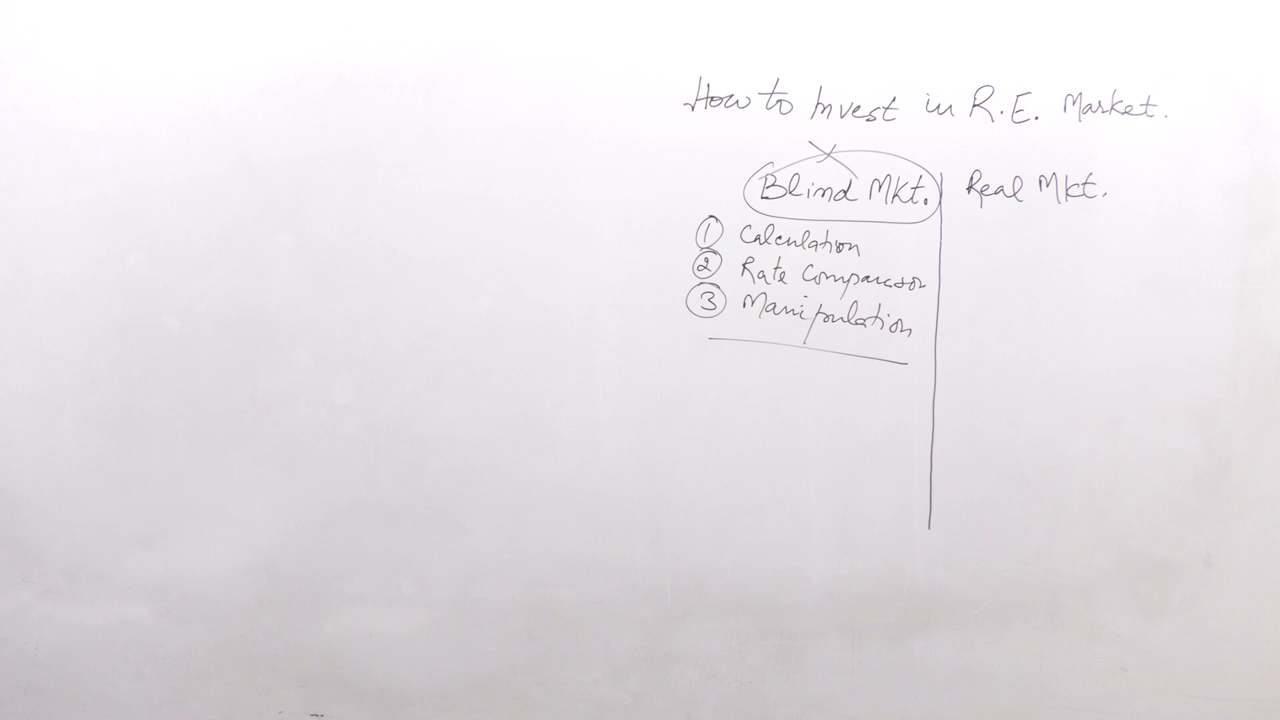 How to Invest in R.E. Market.
Blind Mkt. Real Mkt.
1 Calculation
2 Rate Comparison
3 Manipulation